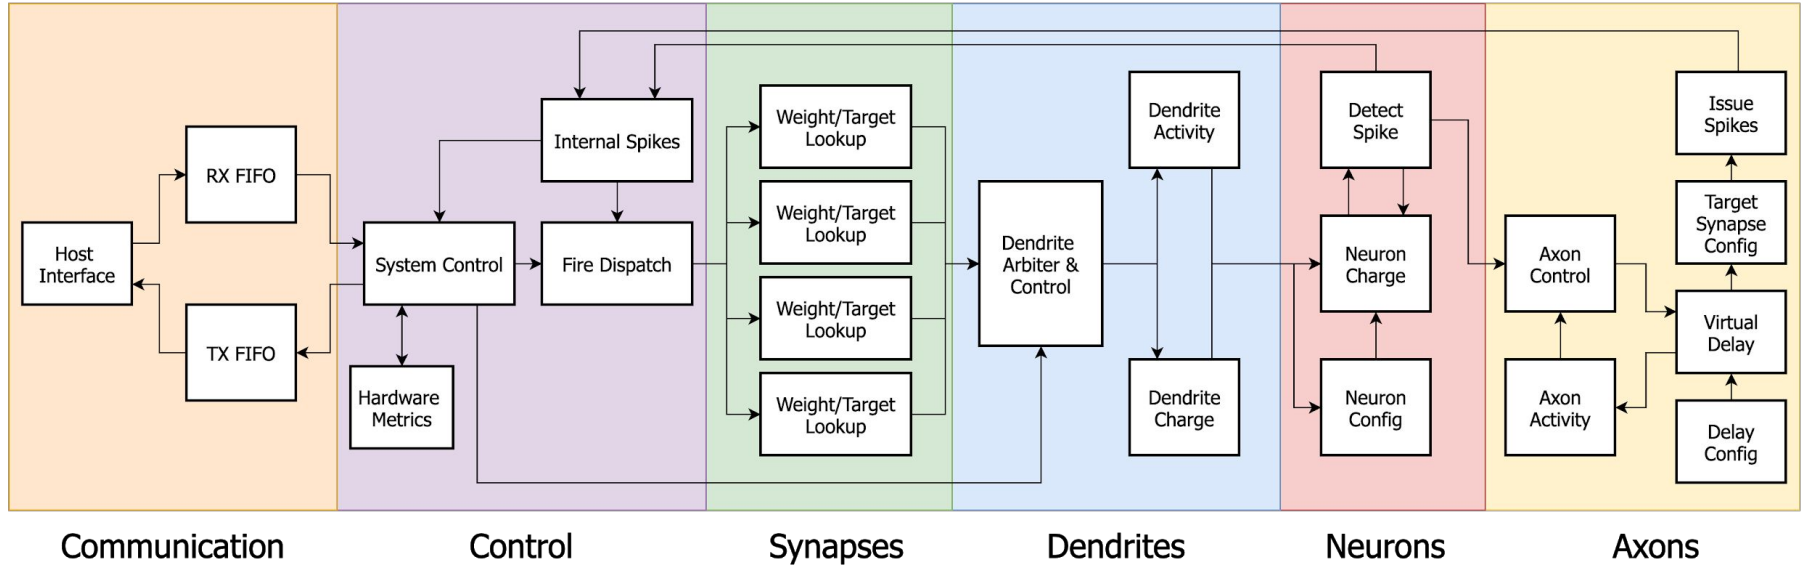 Host
Interface
RX FIFO
TX FIFO
Internal Spikes
System Control
Fire Dispatch
Hardware
Metrics
Weight/Target
Lookup
Weight/Target
Lookup
Weight/Target
Lookup
Weight/Target
Lookup
Dendrite
Arbiter &
Control
Dendrite
Activity
Dendrite
Charge
Detect
Spike
Neuron
Charge
Neuron
Config
Axon
Control
Axon
Activity
Issue
Spikes
Target
Synapse
Config
Virtual
Delay
Delay
Config
Communication
Control
Synapses
Dendrites
Neurons
Axons